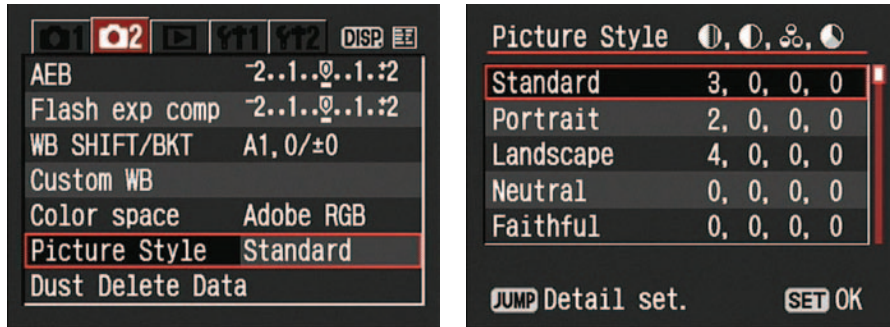 1 2 1 2 DISP.
AEB -2..1..0..1..+2
Flash exp comp -2..1..0..1..+2
WB SHIFT/BKT A1,0/±0
Custom WB
Color space Adobe RGB
Picture Style Standard
Dust Delete Data
Picture Style , , ,
Standard 3, 0, 0, 0
Portrait 2, 0, 0, 0
Landscape 4, 0, 0, 0
Neutral 0, 0, 0, 0
Faithful 0, 0, 0, 0
JUMP Detail set. SET OK